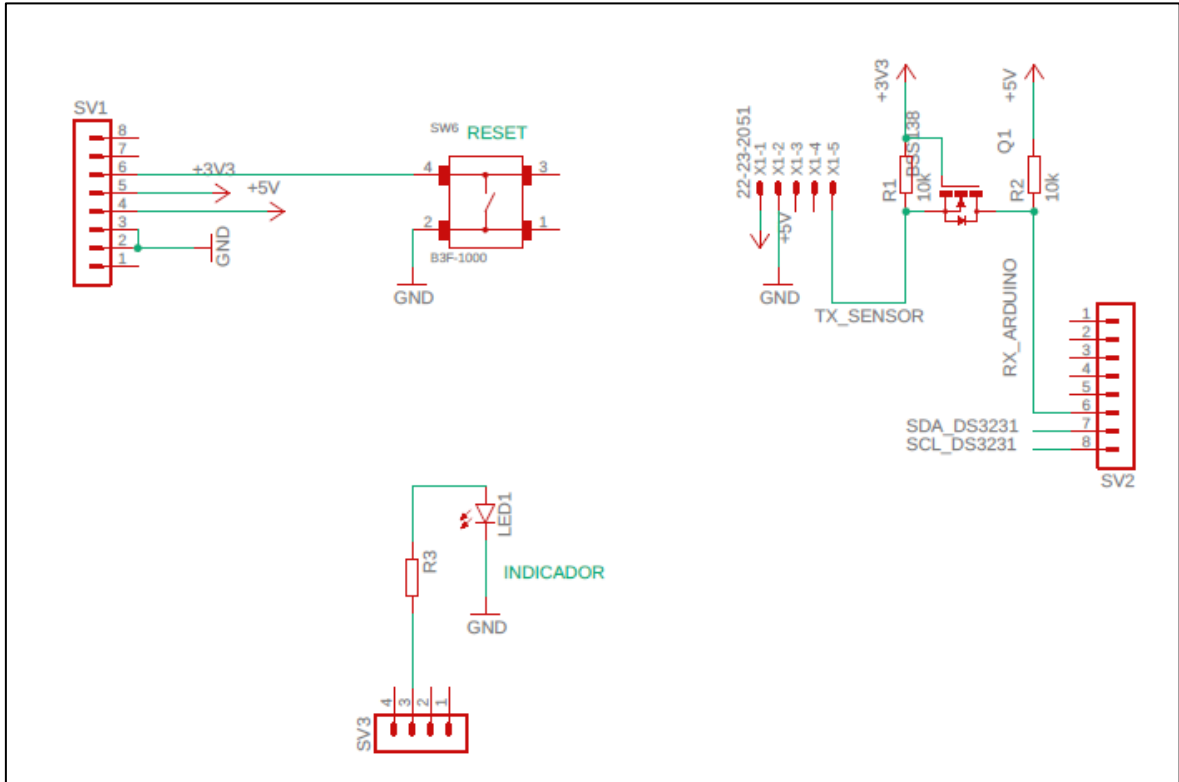 SV1
8
7
6
5
4
3
2
1
+3V3
+5V
GND
SW6
RESET
4
3
2
1
B3F-1000
GND
22-23-2051
X1-1
X1-2
X1-3
X1-4
X1-5
+5V
GND
TX_SENSOR
+3V3
BSS138
R1
10k
+5V
Q1
R2
10k
RX_ARDUINO
1
2
3
4
5
6
7
8
SDA_DS3231
SCL_DS3231
SV2
LED1
R3
INDICADOR
GND
4
3
2
1
SV3